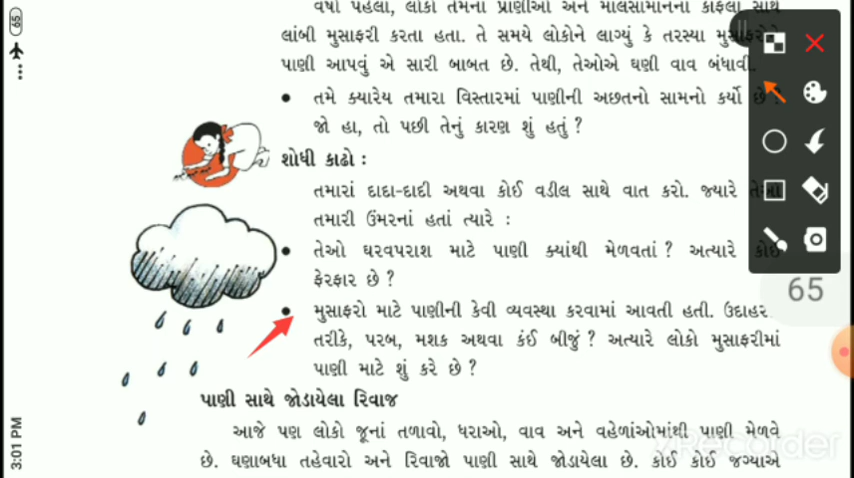 વર્ષો પહેલાં, લોકો તેમનાં પ્રાણીઓ અને માલસામાનના કાફલા સાથે
લાંબી મુસાફરી કરતા હતા. તે સમયે લોકોને લાગ્યું કે તરસ્યા
પાણી આપવું એ સારી બાબત છે. તેથી, તેઓએ ઘણી વાવ બંધાવી.
• તમે ક્યારેય તમારા વિસ્તારમાં પાણીની અછતનો સામનો કર્યો છે ?
જો હા, તો પછી તેનું કારણ શું હતું ?
શોધી કાઢો :
તમારાં દાદા-દાદી અથવા કોઈ વડીલ સાથે વાત કરો. જ્યારે
તમારી ઉંમરનાં હતાં ત્યારે :
• તેઓ ઘરવપરાશ માટે પાણી ક્યાંથી મેળવતાં ? અત્યારે કોઈ
ફેરફાર છે ?
• મુસાફરો માટે પાણીની કેવી વ્યવસ્થા કરવામાં આવતી હતી.
તરીકે, પરબ, મશક અથવા કંઈ બીજું ? અત્યારે લોકો મુસાફરીમાં
પાણી માટે શું કરે છે ?
પાણી સાથે જોડાયેલા રિવાજ
આજે પણ લોકો જૂનાં તળાવો, ધરાઓ, વાવ અને વહેળાંઓમાંથી પાણી મેળવે
છે. ઘણાબધા તહેવારો અને રિવાજો પાણી સાથે જોડાયેલા છે. કોઈ કોઈ જગ્યાએ
65
65
3:01 PM
XRecorder